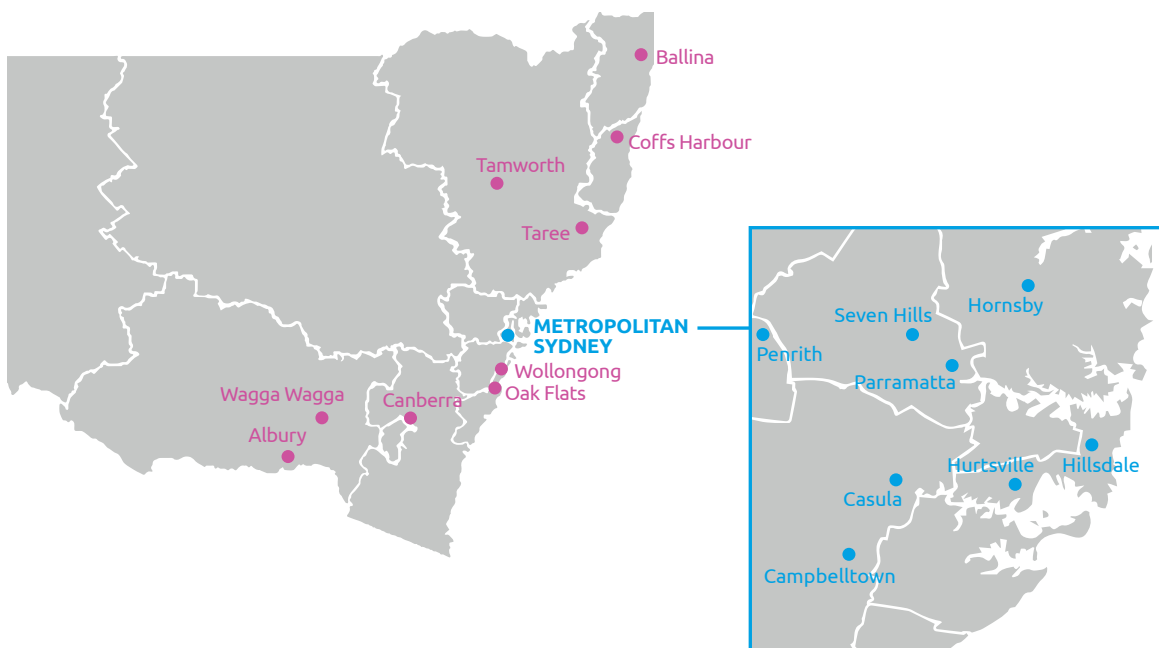 Ballina
Coffs Harbour
Tamworth
Taree
METROPOLITAN
SYDNEY
Wollongong
Oak Flats
Wagga Wagga
Canberra
Albury
Hornsby
Seven Hills
Penrith
Parramatta
Hurtsville
Hillsdale
Casula
Campbelltown